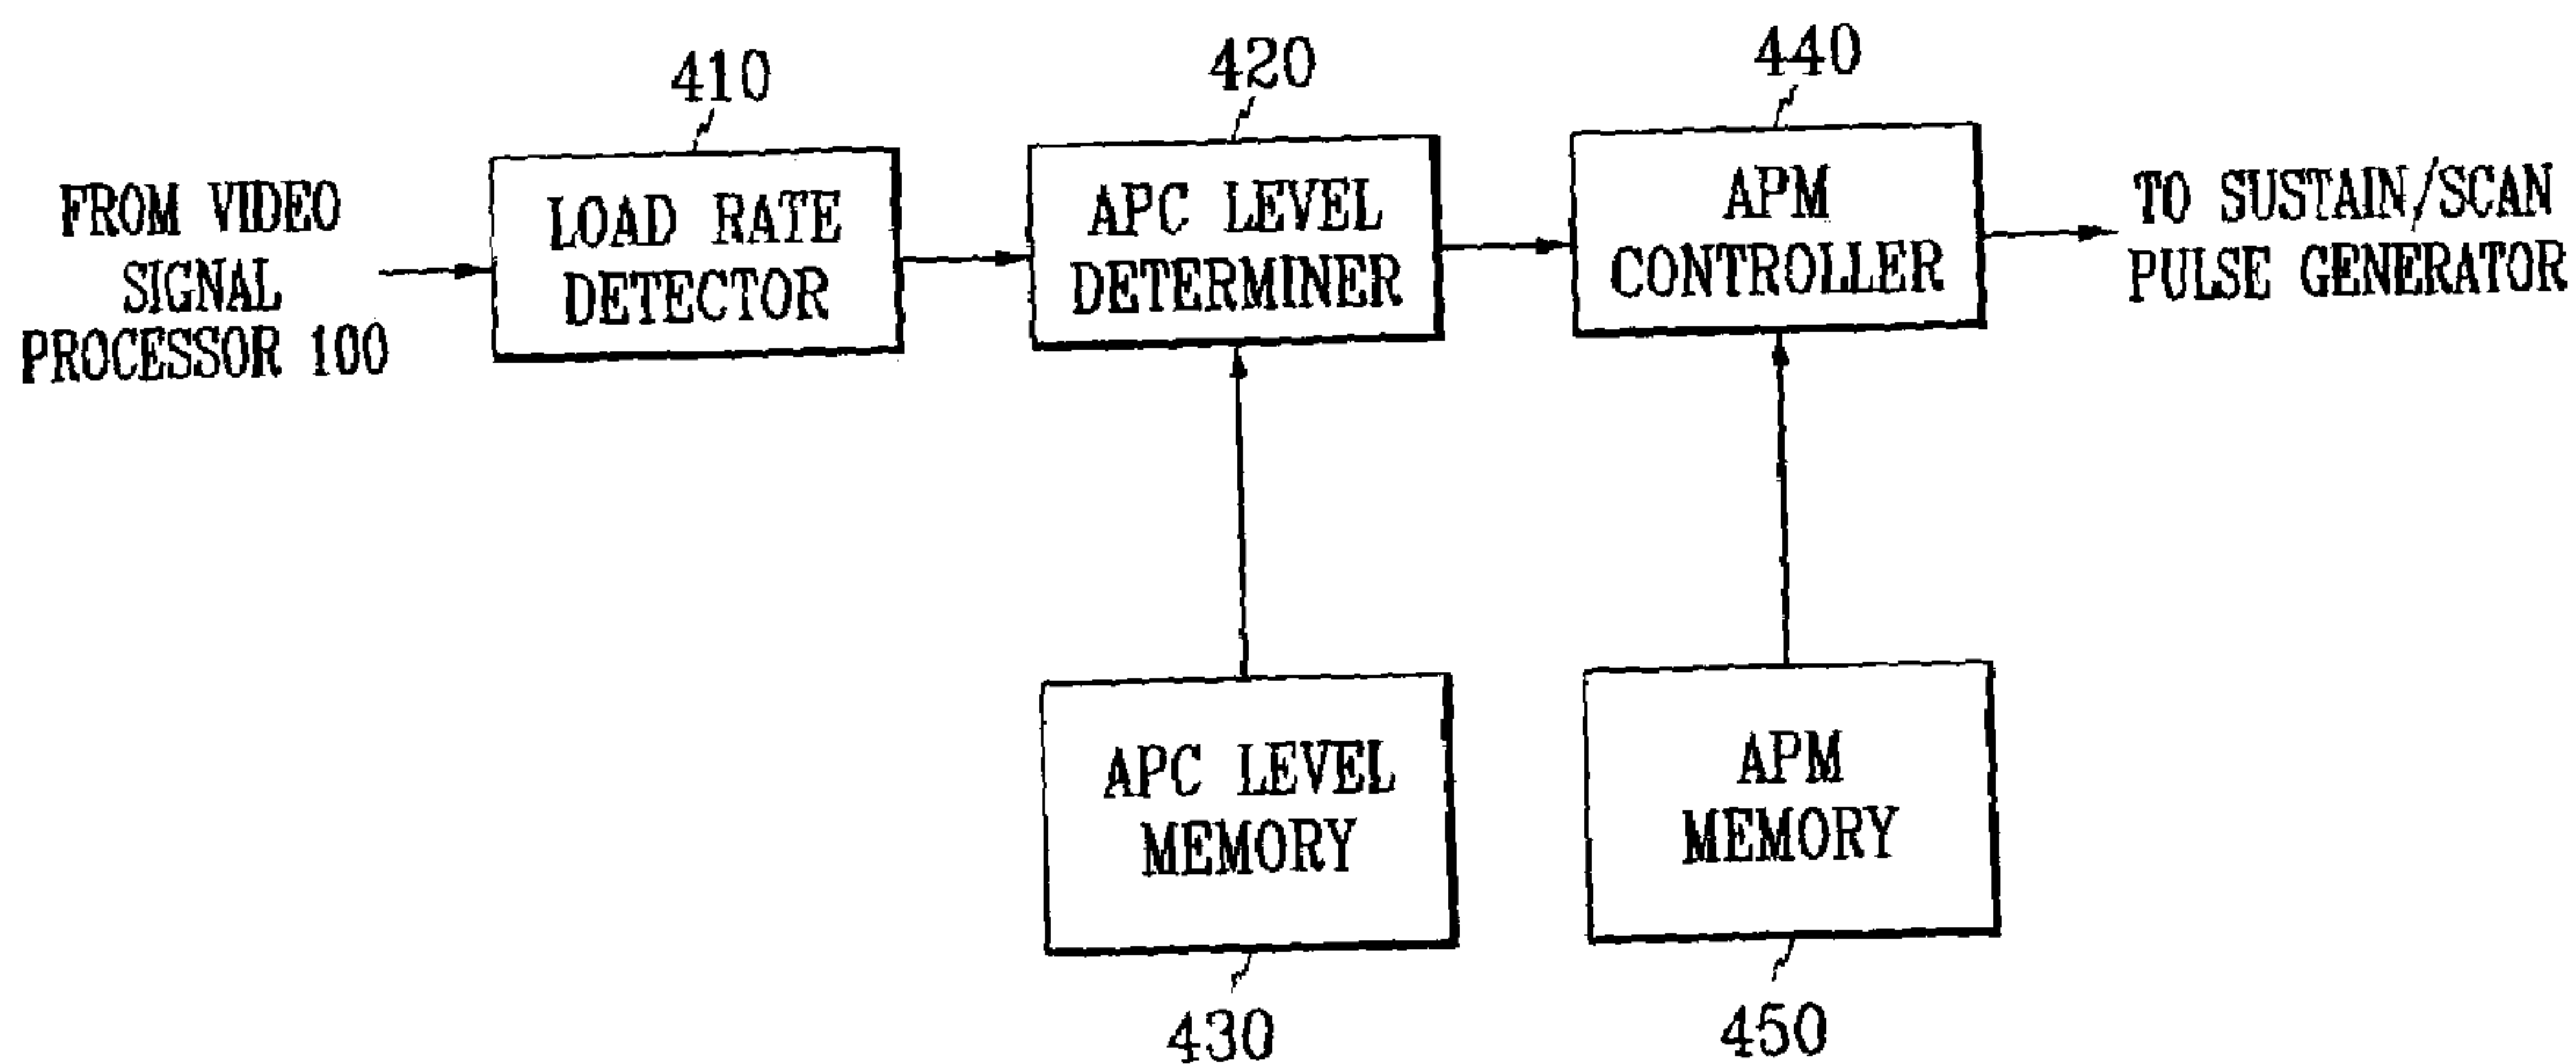 410
420
440
FROM VIDEO
SIGNAL
PROCESSOR 100
LOAD RATE
DETECTOR
APC LEVEL
DETERMINER
APM
CONTROLLER
TO SUSTAIN/SCAN
PULSE GENERATOR
APC LEVEL
MEMORY
APM
MEMORY
430
450